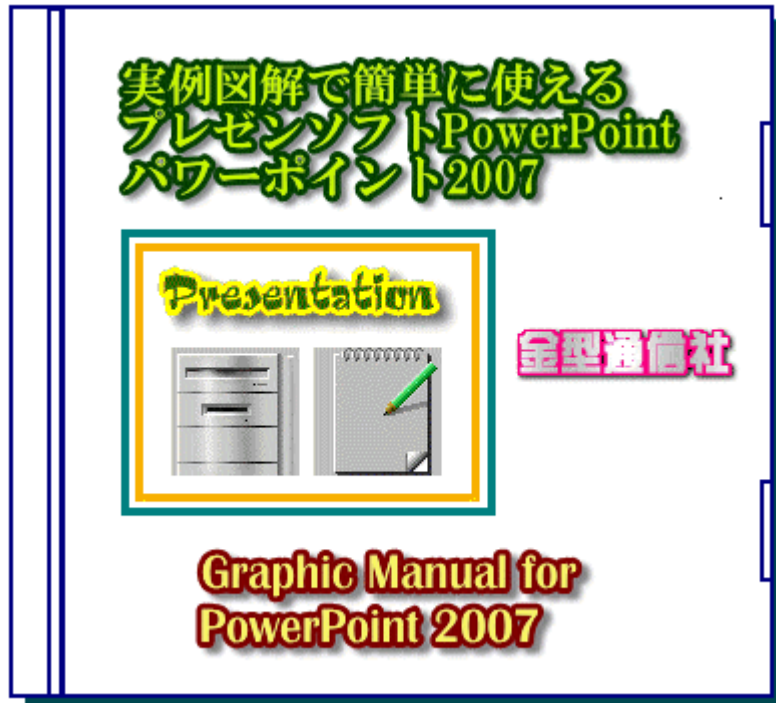 実例図解で簡単に使える
プレゼンソフトPowerPoint
パワーポイント2007
Presentation
金型通信社
Graphic Manual for
PowerPoint 2007